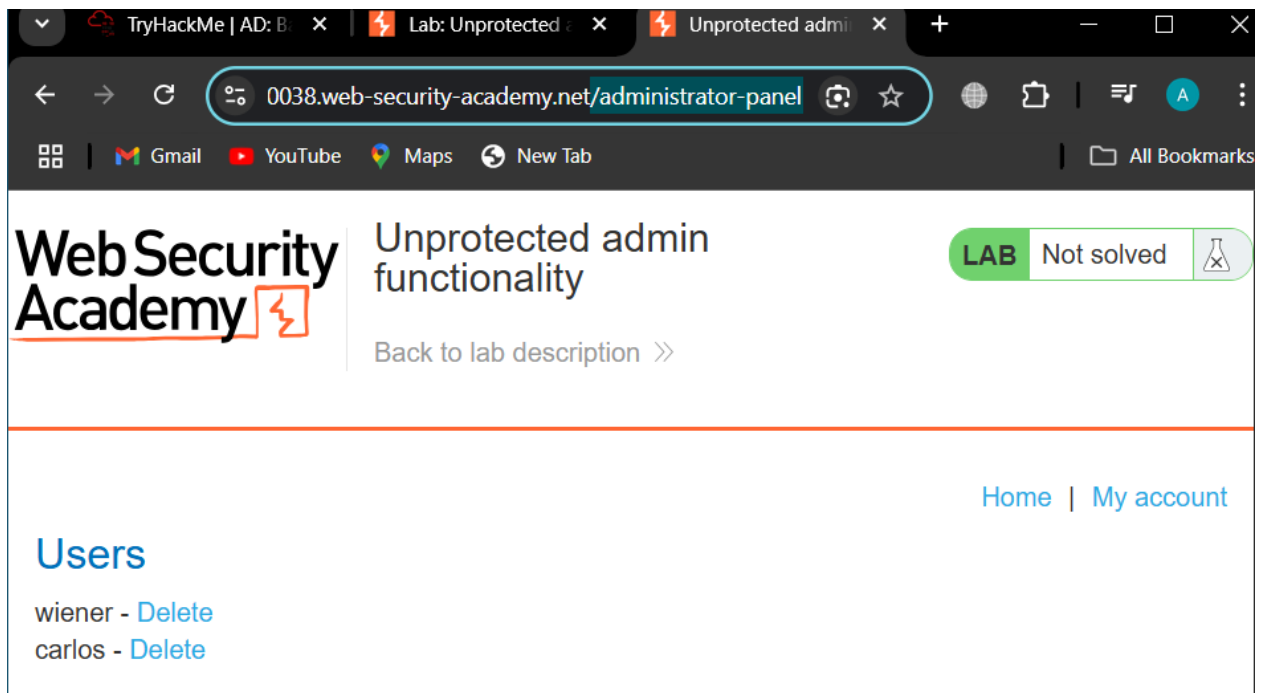 TryHackMe | AD: Ba
Lab: Unprotected a
Unprotected admi
0038.web-security-academy.net/administrator-panel
A
Gmail
YouTube
Maps
New Tab
All Bookmarks
Web Security
Academy
Unprotected admin
functionality
LAB
Not solved
Back to lab description
Home | My account
Users
wiener - Delete
carlos - Delete